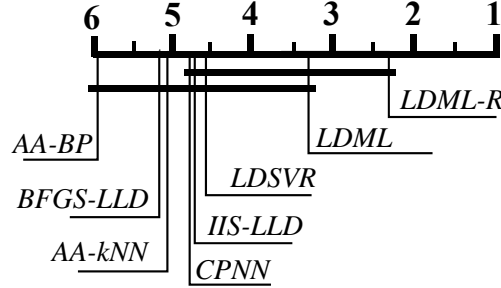 6 5 4 3 2 1
LDML-R
AA-BP LDML
BFGS-LLD LDSVR
AA-kNN IIS-LLD
CPNN